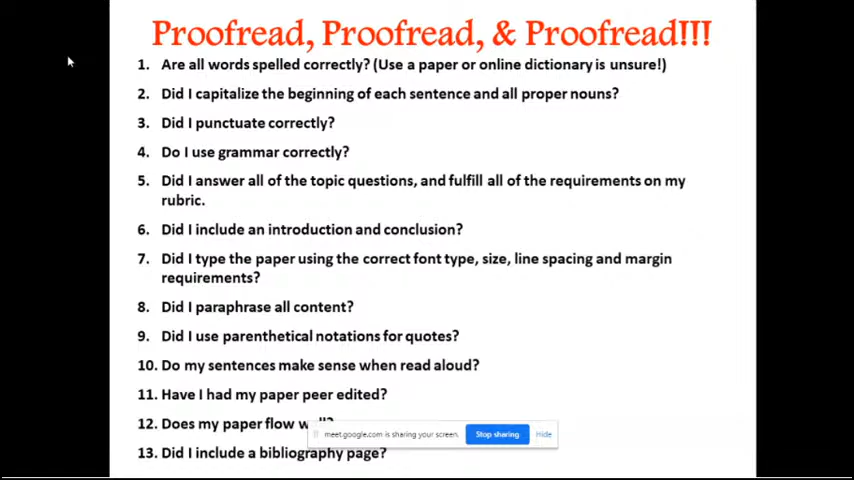 Proofread, Proofread, & Proofread!!!
1. Are all words spelled correctly? (Use a paper or online dictionary is unsure!)
2. Did I capitalize the beginning of each sentence and all proper nouns?
3. Did I punctuate correctly?
4. Do I use grammar correctly?
5. Did I answer all of the topic questions, and fulfill all of the requirements on my
rubric.
6. Did I include an introduction and conclusion?
7. Did I type the paper using the correct font type, size, line spacing and margin
requirements?
8. Did I paraphrase all content?
9. Did I use parenthetical notations for quotes?
10. Do my sentences make sense when read aloud?
11. Have I had my paper peer edited?
12. Does my paper flow
meet.google.com is sharing your screen. Stop sharing Hide
13. Did I include a bibliography page?